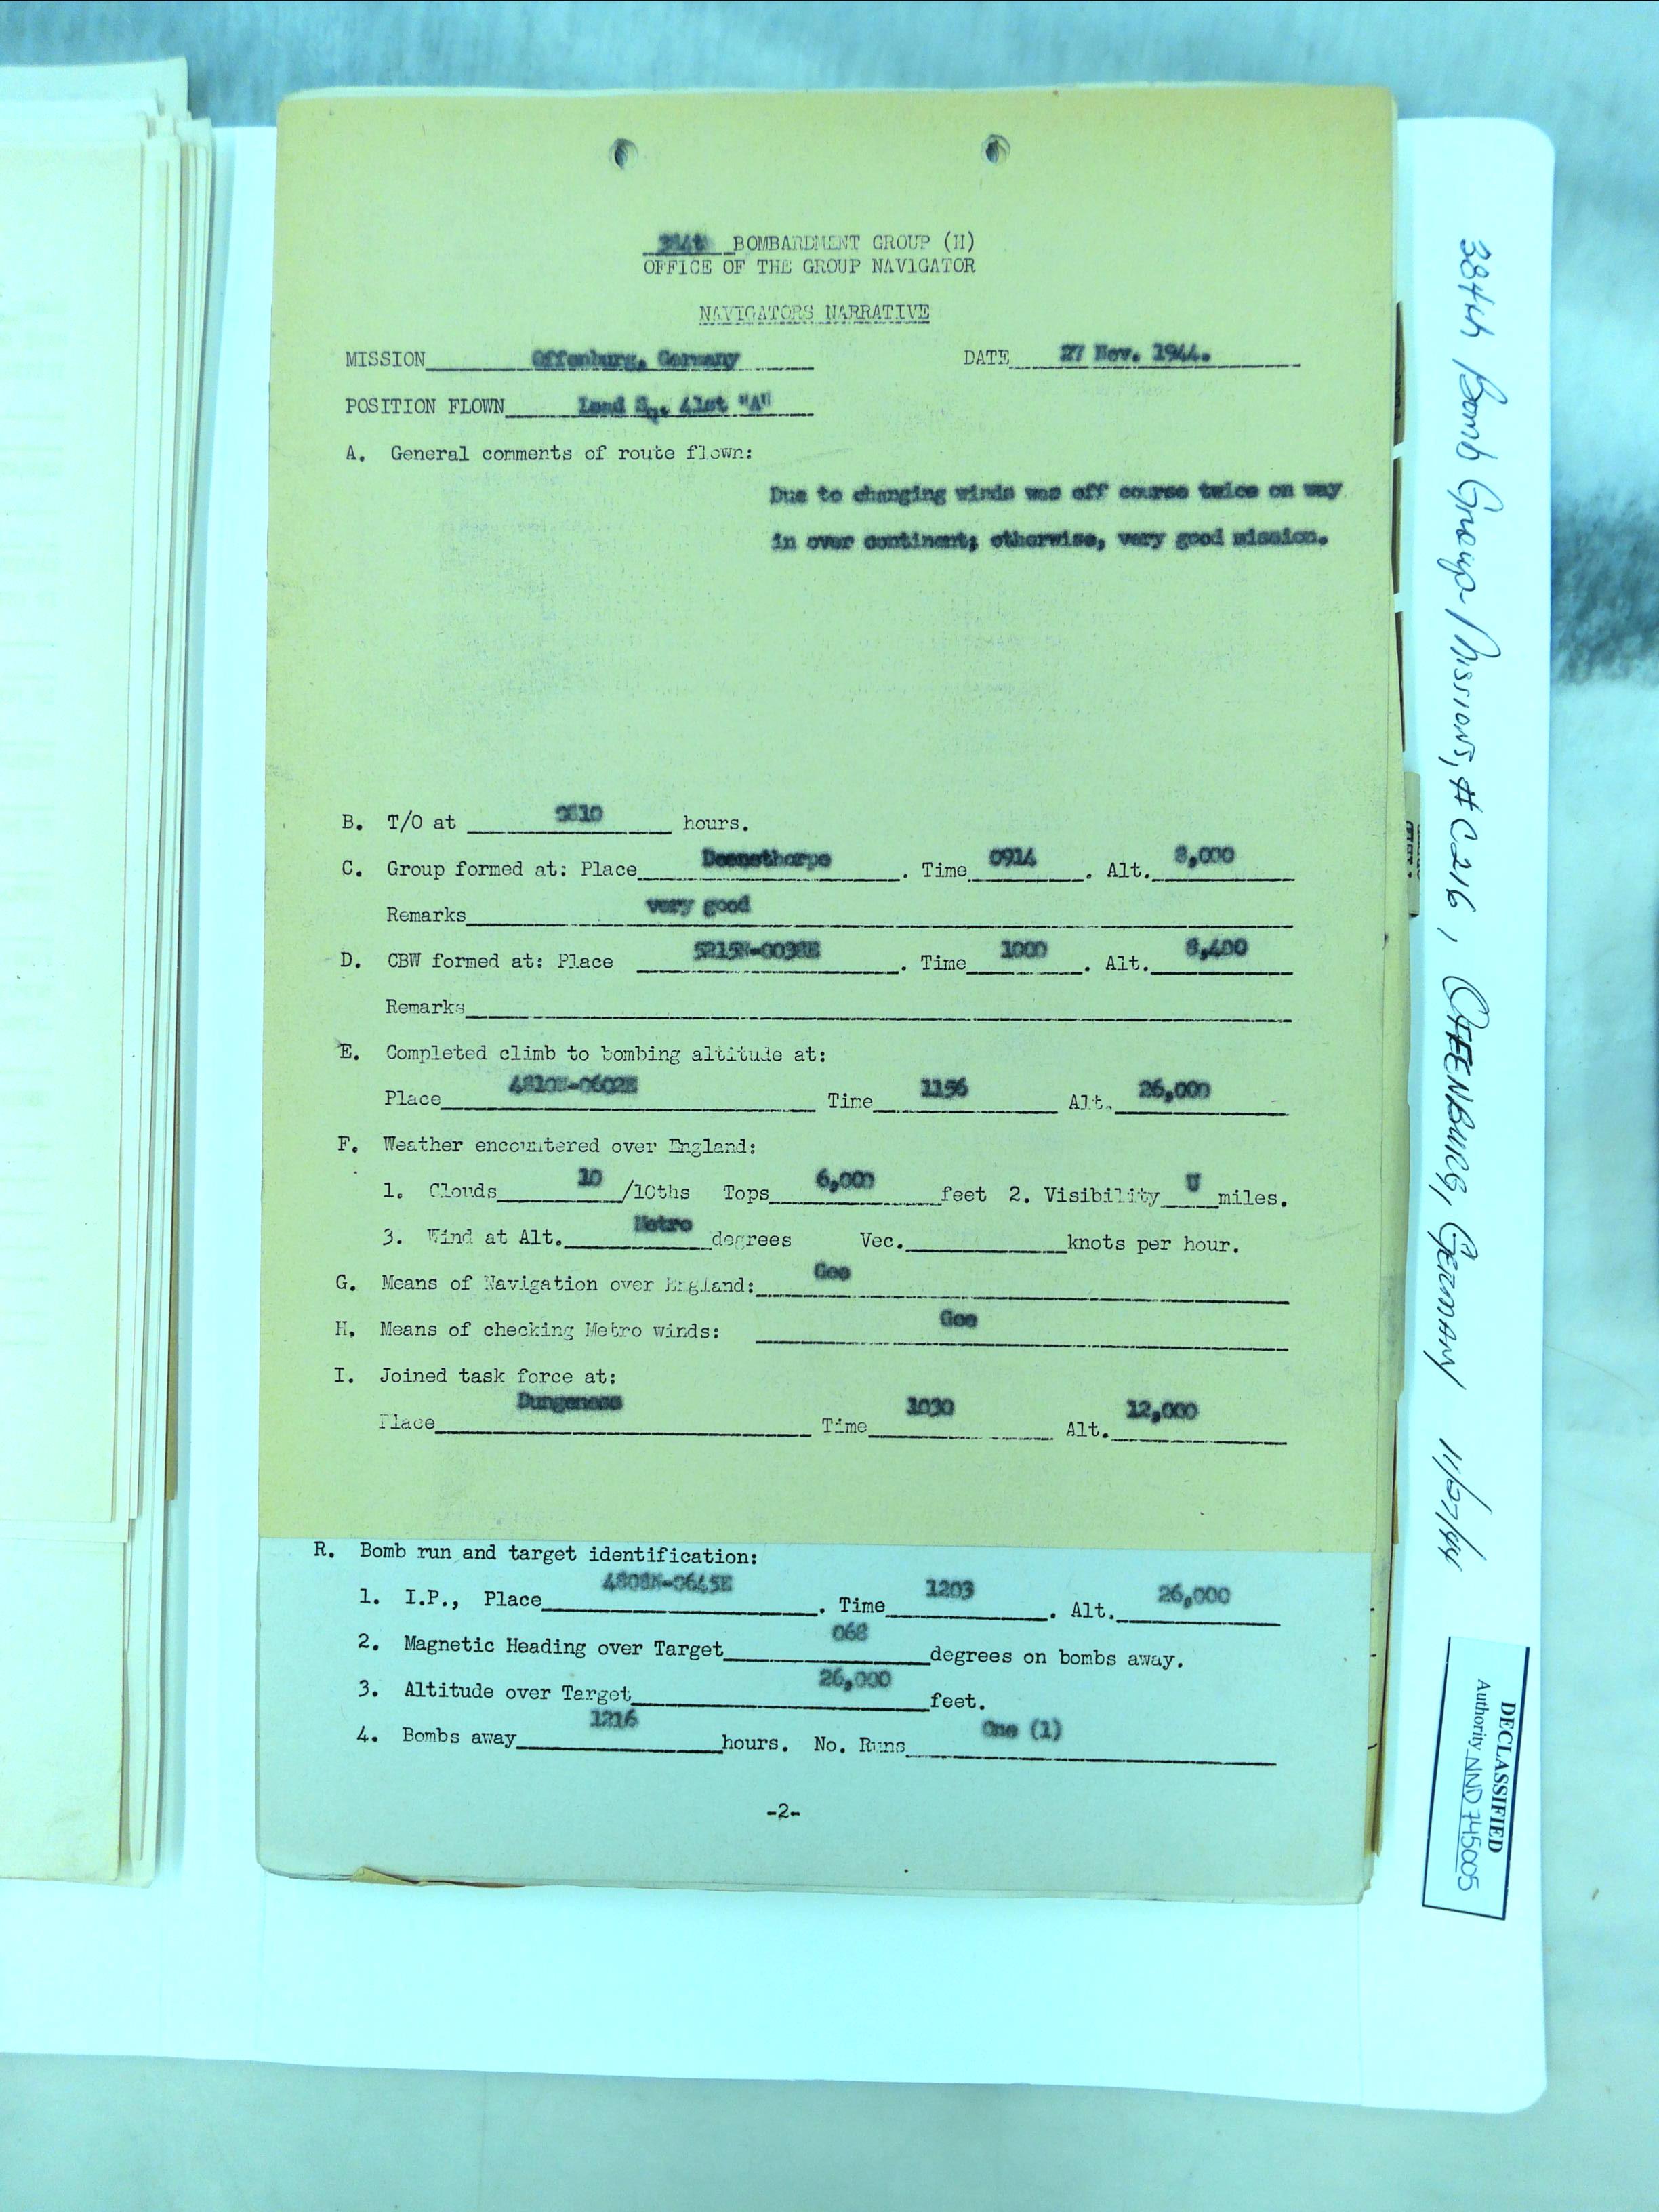 384th BOMBARDMENT GROUP (H)
OFFICE OF THE GROUP NAVIGATOR
NAVIGATORS NARRATIVE
MISSION Offenburg, Germany DATE 27 Nov. 1944.
POSITION FLOWN Lead Sq. 41st "A"
A. General comments of route flown:
Due to changing winds was off course twice on way
in over continent; otherwise, very good mission.
B. T/O at 0810 hours.
C. Group formed at: Place Deenethorpe . Time 0914 . Alt. 8,000
Remarks very good
D. CBW formed at: Place 5215N-0038E . Time 1000 . Alt. 8,400
Remarks
E. Completed climb to bombing altitude at:
Place 4810N-0602E Time 1156 Alt. 26,000
F. Weather encountered over England:
1. Clouds 10 /10ths Tops 6,000 feet 2. Visibility U miles.
3. Wind at Alt. Metro degrees Vec. knots per hour.
G. Means of Navigation over England: Gee
H. Means of checking Metro winds: Gee
I. Joined task force at:
Place Dungeness Time 1030 Alt. 12,000
R. Bomb run and target identification:
1. I.P., Place 4808N-0645E . Time 1203 . Alt. 26,000
2. Magnetic Heading over Target 068 degrees on bombs away.
3. Altitude over Target 26,000 feet.
4. Bombs away 1216 hours. No. Runs One (1)
-2-
384th Bomb Group Missions, #C216, OFFENBURG, GERMANY 11/27/44
DECLASSIFIED
Authority NND 745005